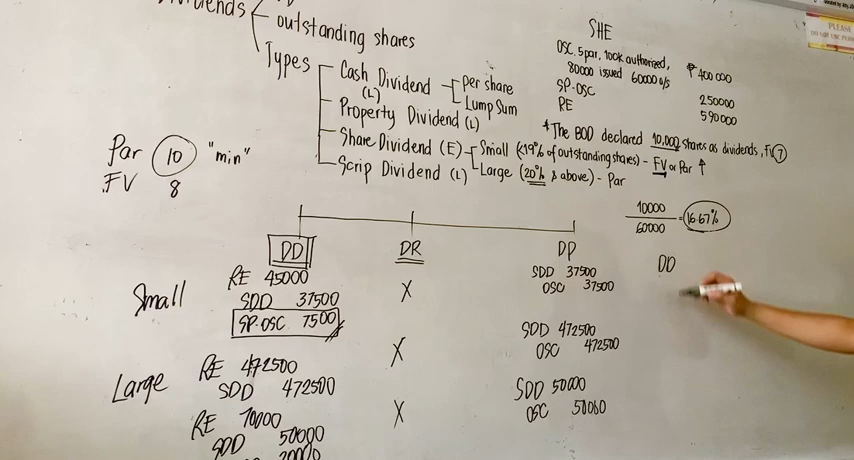 outstanding shares
Types
Cash Dividend
(L)
Per share
Lump Sum
Property Dividend (L)
Share Dividend (E)
Small (<19% of outstanding shares) - FV or Par ↑
Large (20% & above) - Par
Scrip Dividend (L)
SHE
OSC, 5par, 100k authorized,
80000 issued 60000 o/s ₱400 000
SP-OSC 250000
RE 590000
*The BOD declared 10,000 shares as dividends, FV 7
Par 10 "min"
FV 8
10000
60000
= 16.67%
DD DR DP
DD
Small
RE 45000
SDD 37500
SP-OSC 7500
X
SDD 37500
OSC 37500
Large
RE 472500
SDD 472500
X
SDD 472500
OSC 472500
RE 70000
SDD 50000
20000
X
SDD 50000
OSC 50000
PLEASE